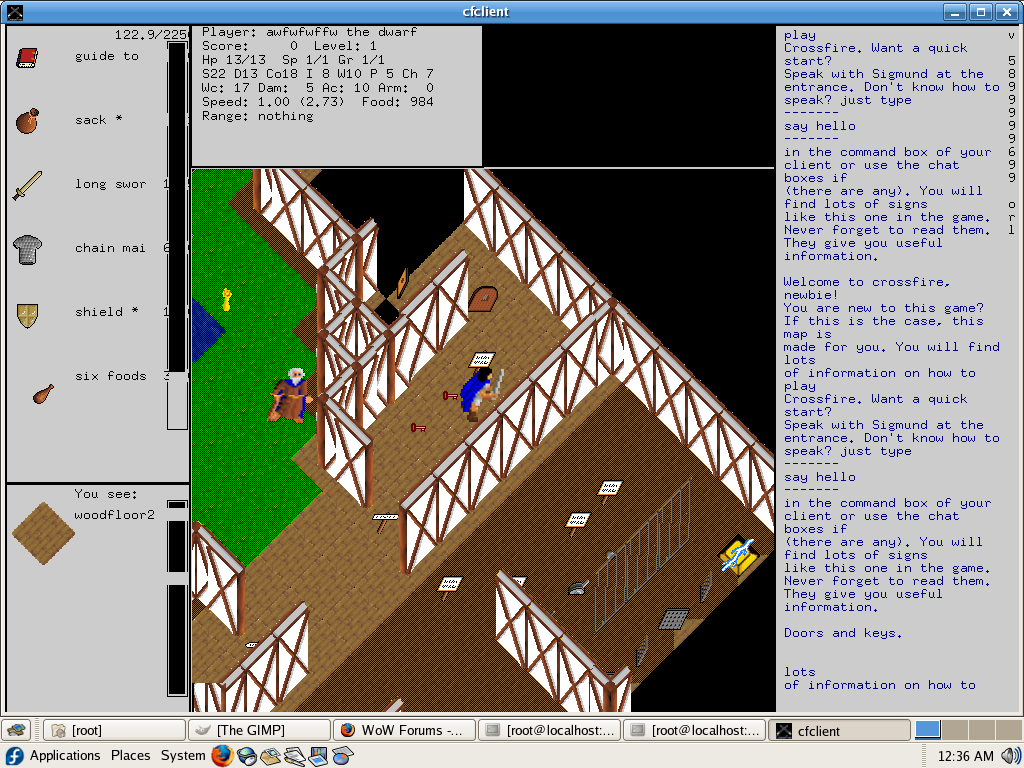 cfclient
122.9/225
guide to
sack *
long swor
chain mai
shield *
six foods
You see:
woodfloor2
Player: awfwfwffw the dwarf
Score:      0  Level: 1
Hp 13/13  Sp 1/1 Gr 1/1
S22 D13 Co18 I 8 W10 P 5 Ch 7
Wc: 17 Dam:  5 Ac: 10 Arm:  0
Speed: 1.00 (2.73)  Food: 984
Range: nothing
play
Crossfire. Want a quick
start?
Speak with Sigmund at the
entrance. Don't know how to
speak? just type
-------
say hello
-------
in the command box of your
client or use the chat
boxes if
(there are any). You will
find lots of signs
like this one in the game.
Never forget to read them.
They give you useful
information.
Welcome to crossfire,
newbie!
You are new to this game?
If this is the case, this
map is
made for you. You will find
lots
of information on how to
play
Crossfire. Want a quick
start?
Speak with Sigmund at the
entrance. Don't know how to
speak? just type
-------
say hello
-------
in the command box of your
client or use the chat
boxes if
(there are any). You will
find lots of signs
like this one in the game.
Never forget to read them.
They give you useful
information.
Doors and keys.
lots
of information on how to
v
5
8
9
9
9
9
9
6
9
9
o
r
l
[root]
[The GIMP]
WoW Forums -...
[root@localhost:...
[root@localhost:...
cfclient
Applications Places System
12:36 AM